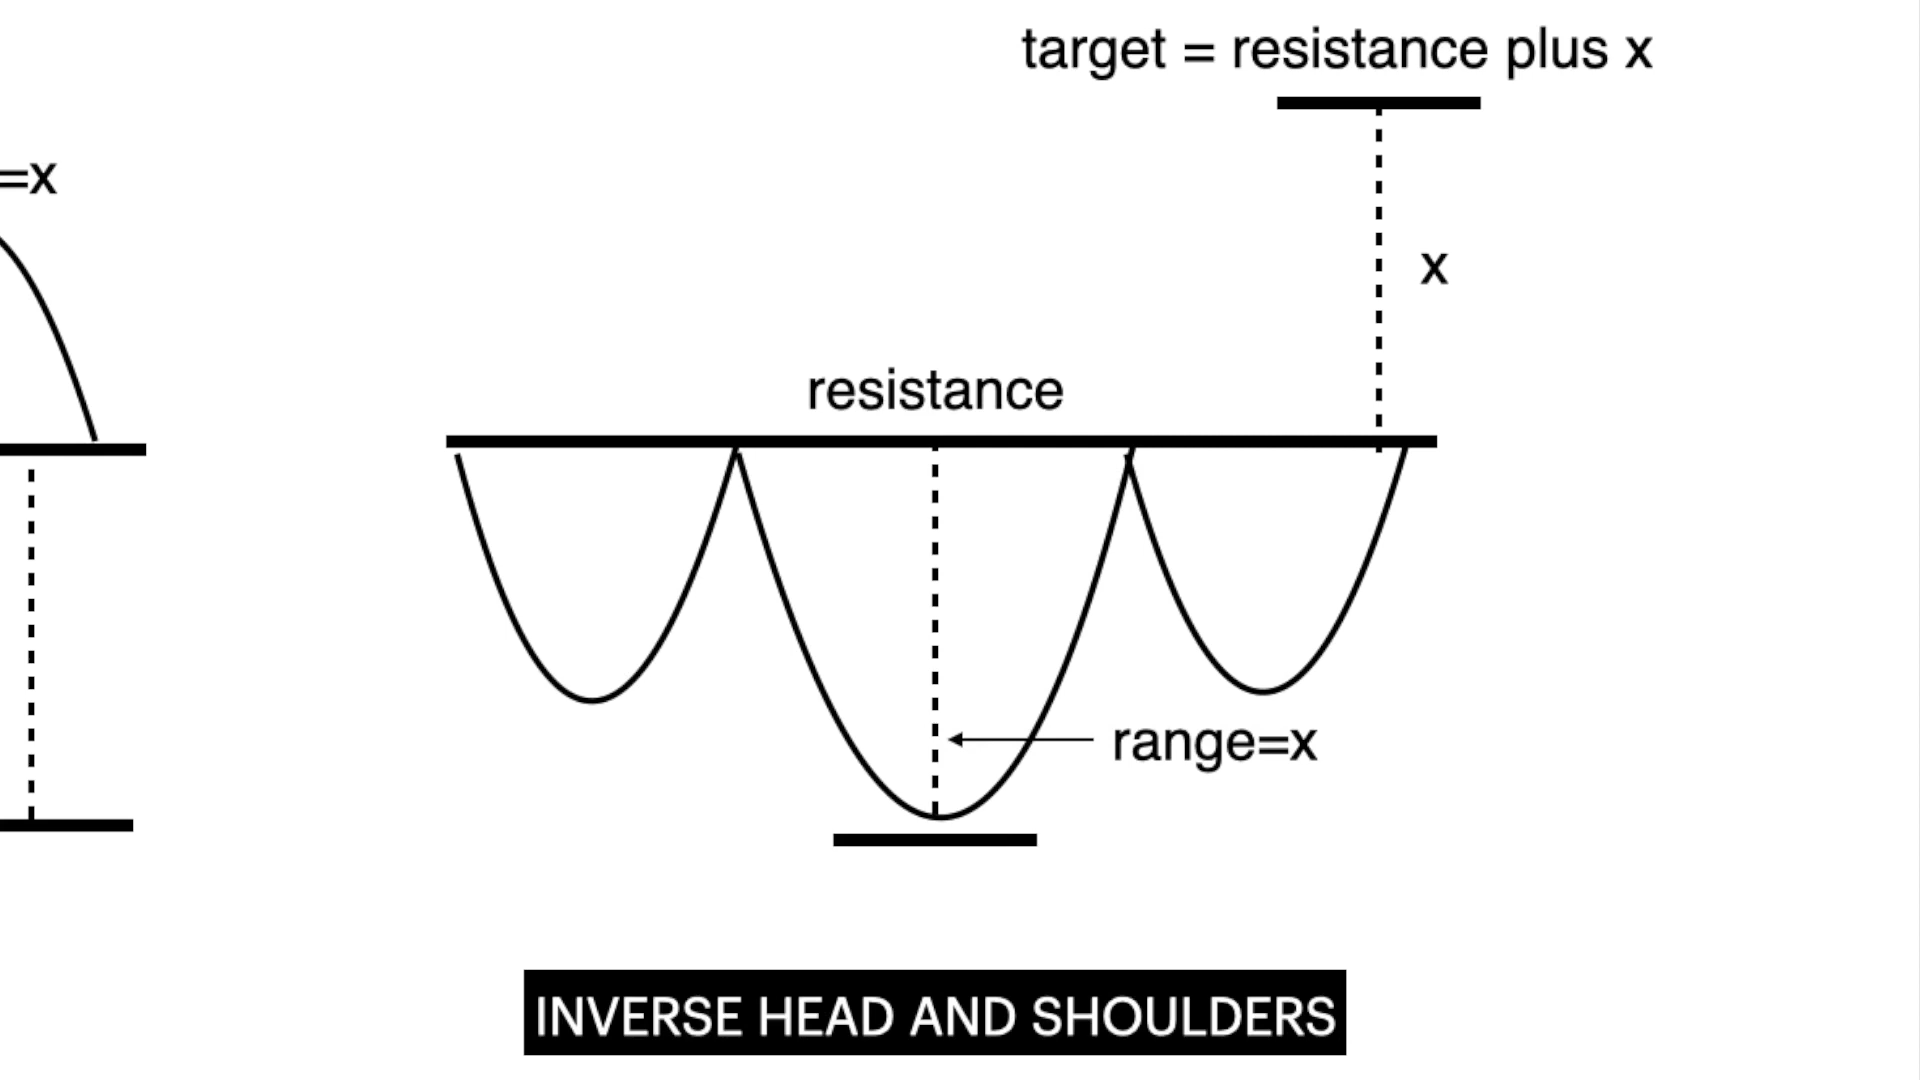 target = resistance plus x
=x
x
resistance
range=x
INVERSE HEAD AND SHOULDERS